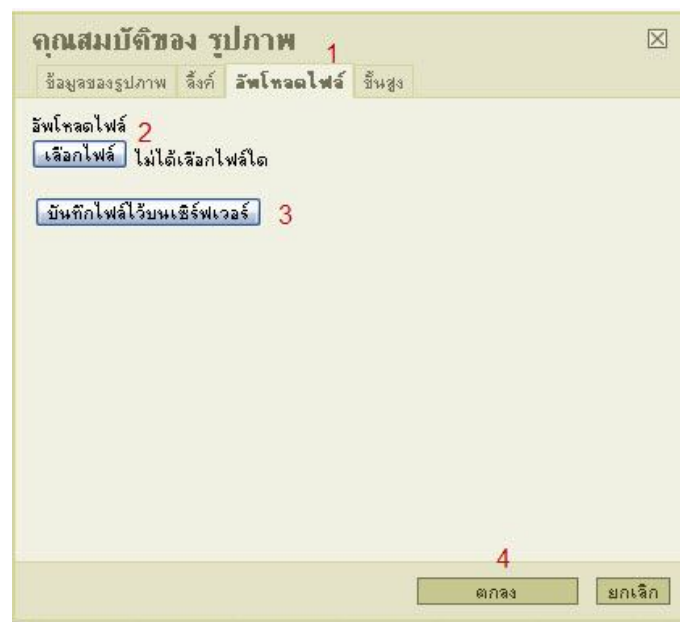 คุณสมบัติของ รูปภาพ
1
ข้อมูลของรูปภาพ ลิ้งค์ อัพโหลดไฟล์ ขั้นสูง
อัพโหลดไฟล์ 2
เลือกไฟล์ ไม่ได้เลือกไฟล์ใด
บันทึกไฟล์ไว้บนเซิร์ฟเวอร์ 3
4
ตกลง ยกเลิก